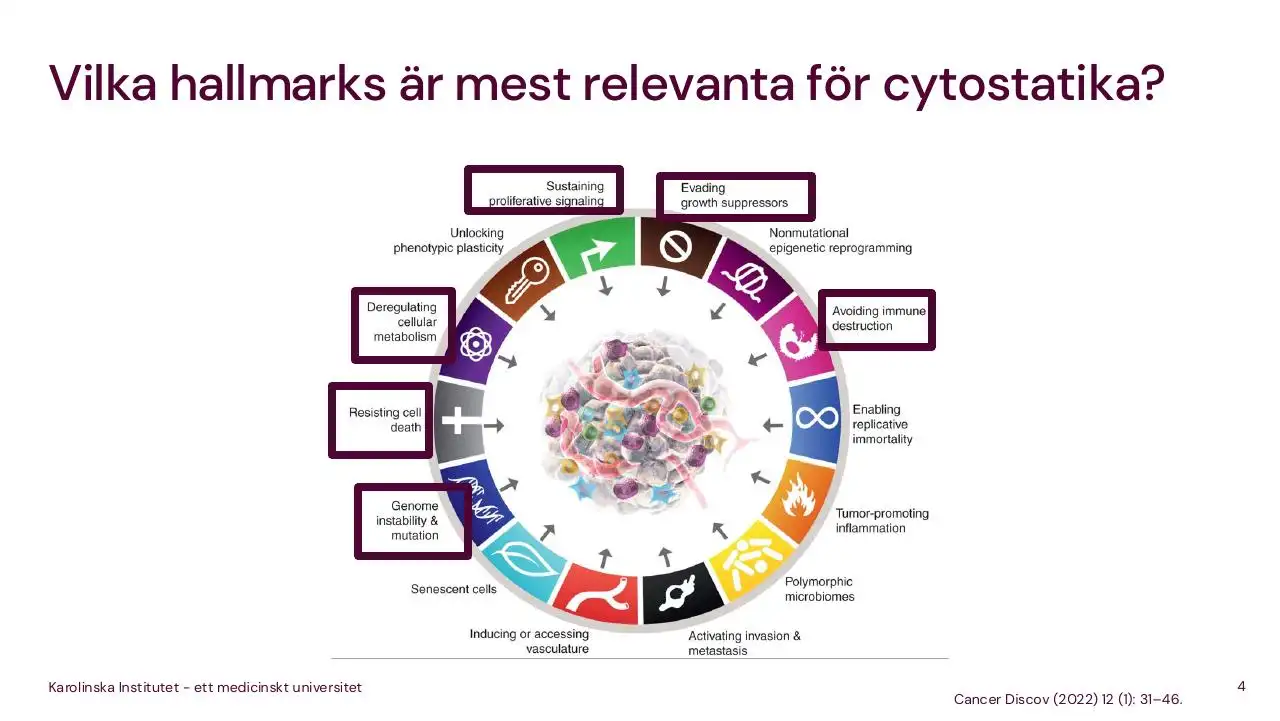 Vilka hallmarks är mest relevanta för cytostatika?
Sustaining
proliferative signaling
Evading
growth suppressors
Unlocking
phenotypic plasticity
Nonmutational
epigenetic reprogramming
Deregulating
cellular
metabolism
Avoiding immune
destruction
Resisting cell
death
Enabling
replicative
immortality
Genome
instability &
mutation
Tumor-promoting
inflammation
Senescent cells
Polymorphic
microbiomes
Inducing or accessing
vasculature
Activating invasion &
metastasis
Karolinska Institutet - ett medicinskt universitet
Cancer Discov (2022) 12 (1): 31–46.
4